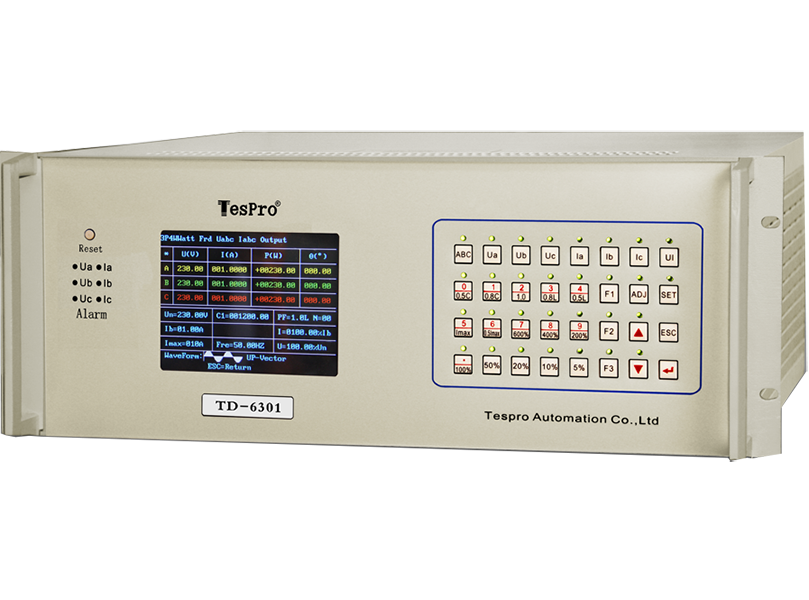 TesPro®
Reset
Ua Ia
Ub Ib
Uc Ic
Alarm
3P4WWatt Frd Uabc Iabc Output
U(V) I(A) P(W) θ(°)
A 230.00 001.0000 +00230.00 000.00
B 230.00 001.0000 +00230.00 000.00
C 230.00 001.0000 +00230.00 000.00
Un=230.00V C1=001200.00 PF=1.0L N=00
Ib=01.00A I=0100.00%Ib
Imax=010A Fre=50.00HZ U=100.00%Un
WaveForm: UP-Vector
ESC=Return
TD-6301
ABC Ua Ub Uc Ia Ib Ic UI
0 1 2 3 4 F1 ADJ SET
0.5C 0.8C 1.0 0.8L 0.5L
5 6 7 8 9 F2 ▲ ESC
Imax 0.5Imax 600% 400% 200%
. 50% 20% 10% 5% F3 ▼ ↵
100%
Tespro Automation Co.,Ltd